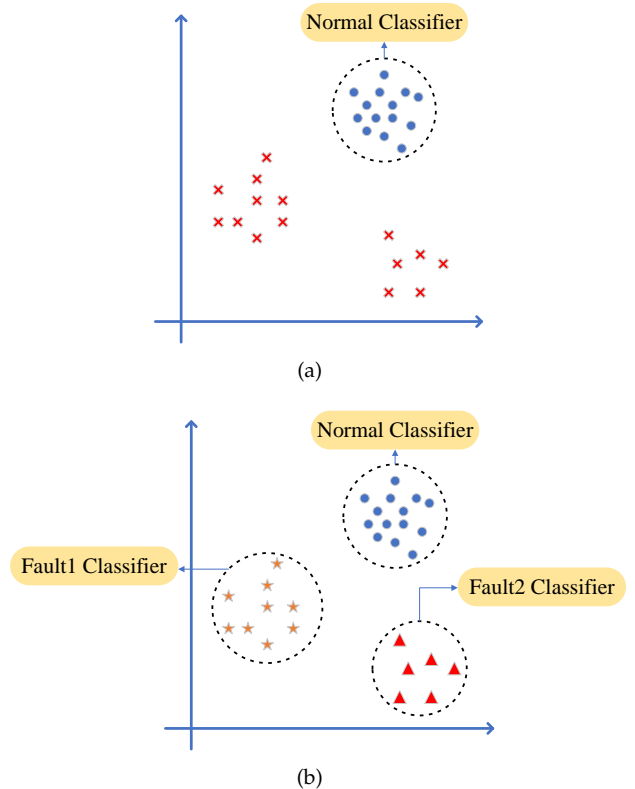 Normal Classifier
(a)
Normal Classifier
Fault1 Classifier
Fault2 Classifier
(b)